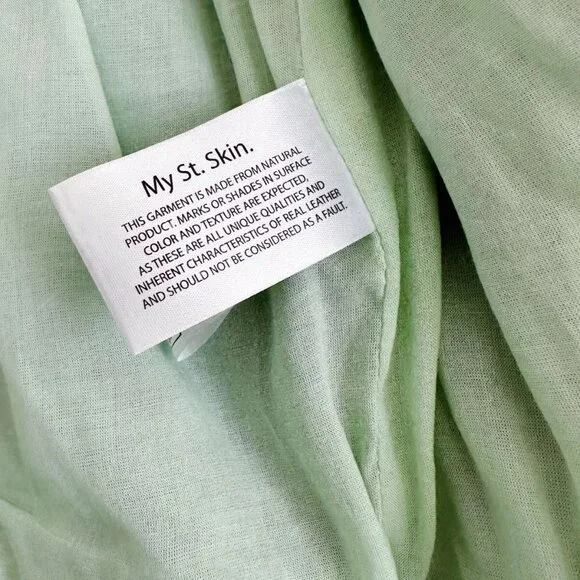 My St. Skin.
THIS GARMENT IS MADE FROM NATURAL
PRODUCT. MARKS OR SHADES IN SURFACE
COLOR AND TEXTURE ARE EXPECTED.
AS THESE ARE ALL UNIQUE QUALITIES AND
INHERENT CHARACTERISTICS OF REAL LEATHER
AND SHOULD NOT BE CONSIDERED AS A FAULT.